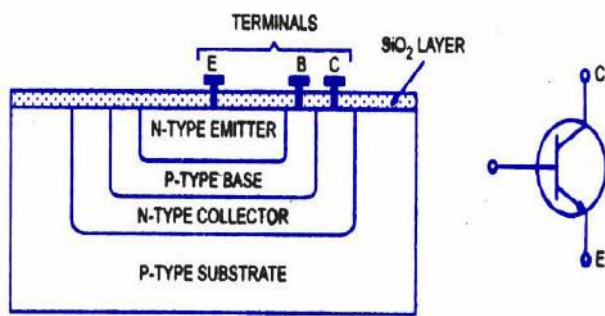 TERMINALS
SiO₂ LAYER
E B C
C
N-TYPE EMITTER
P-TYPE BASE
N-TYPE COLLECTOR
P-TYPE SUBSTRATE
E